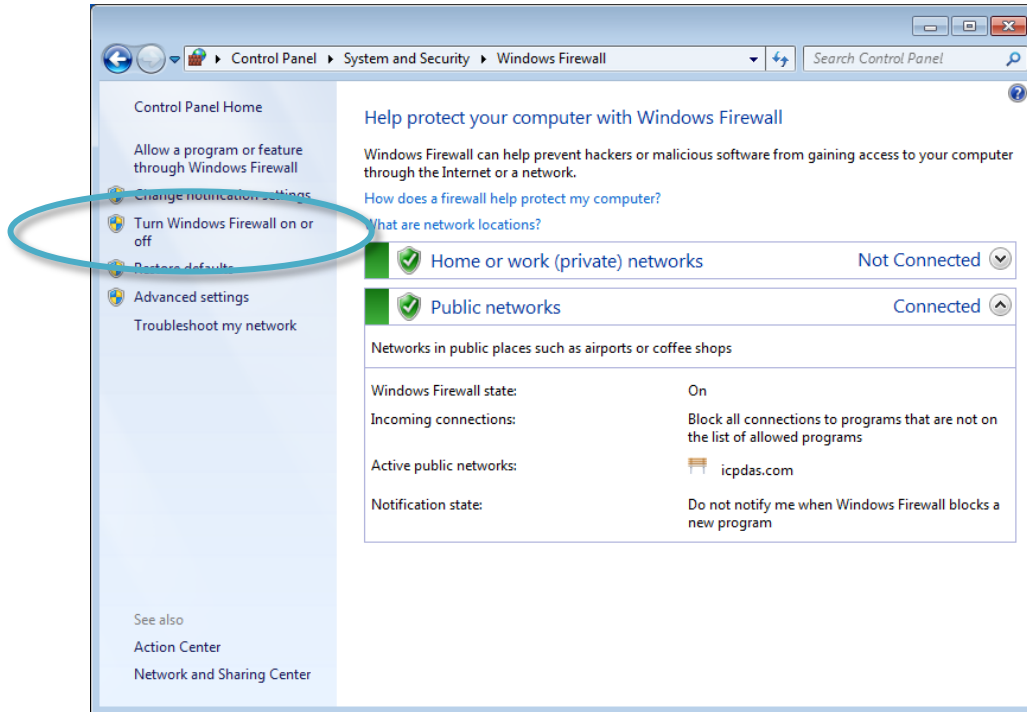 Control Panel ▸ System and Security ▸ Windows Firewall
Search Control Panel
Control Panel Home
Allow a program or feature
through Windows Firewall
Change notification settings
Turn Windows Firewall on or
off
Restore defaults
Advanced settings
Troubleshoot my network
See also
Action Center
Network and Sharing Center
Help protect your computer with Windows Firewall
Windows Firewall can help prevent hackers or malicious software from gaining access to your computer
through the Internet or a network.
How does a firewall help protect my computer?
What are network locations?
Home or work (private) networks Not Connected
Public networks Connected
Networks in public places such as airports or coffee shops
Windows Firewall state: On
Incoming connections: Block all connections to programs that are not on
the list of allowed programs
Active public networks: icpdas.com
Notification state: Do not notify me when Windows Firewall blocks a
new program